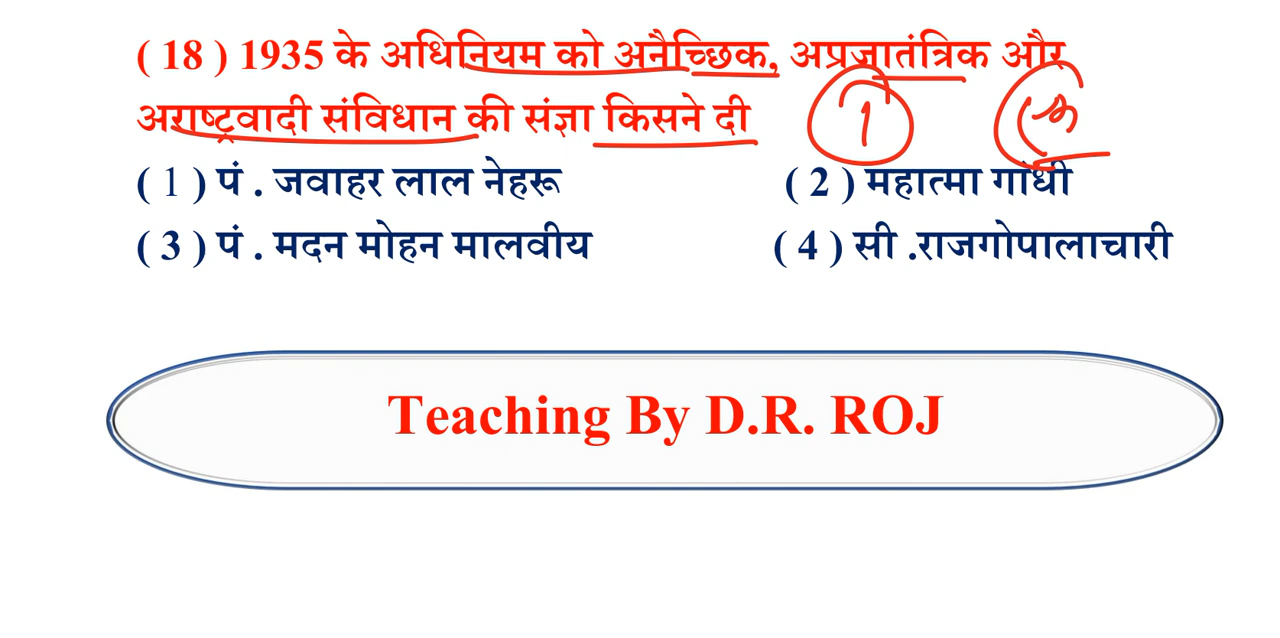 ( 18 ) 1935 के अधिनियम को अनैच्छिक, अप्रजातंत्रिक और
अराष्ट्रवादी संविधान की संज्ञा किसने दी 1
( 1 ) पं . जवाहर लाल नेहरू ( 2 ) महात्मा गांधी
( 3 ) पं . मदन मोहन मालवीय ( 4 ) सी .राजगोपालाचारी
Teaching By D.R. ROJ